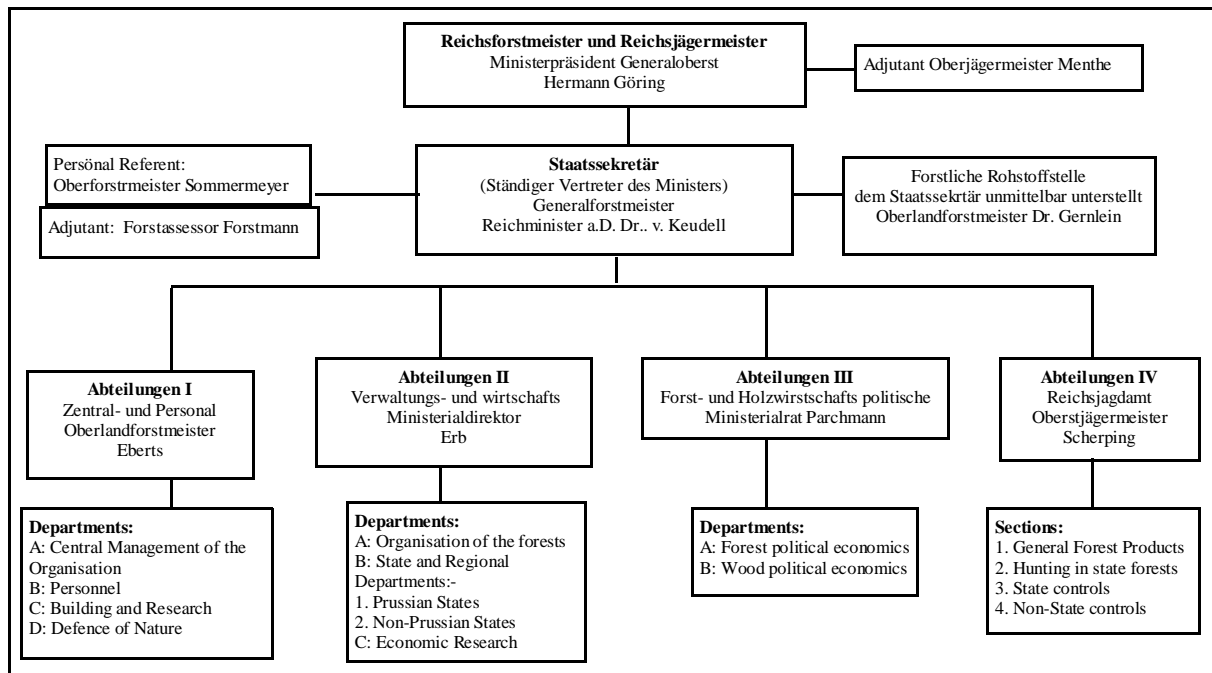 Reichsforstmeister und Reichsjägermeister
Ministerpräsident Generaloberst
Hermann Göring
Adjutant Oberjägermeister Menthe
Persönal Referent:
Oberforstrmeister Sommermeyer
Adjutant:  Forstassessor Forstmann
Staatssekretär
(Ständiger Vertreter des Ministers)
Generalforstmeister
Reichminister a.D. Dr.. v. Keudell
Forstliche Rohstoffstelle
dem Staatssekrtär unmittelbar unterstellt
Oberlandforstmeister Dr. Gernlein
Abteilungen I
Zentral- und Personal
Oberlandforstmeister
Eberts
Abteilungen II
Verwaltungs- und wirtschafts
Ministerialdirektor
Erb
Abteilungen III
Forst- und Holzwirstschafts politische
Ministerialrat Parchmann
Abteilungen IV
Reichsjagdamt
Oberstjägermeister
Scherping
Departments:
A: Central Management of the
Organisation
B: Personnel
C: Building and Research
D: Defence of Nature
Departments:
A: Organisation of the forests
B: State and Regional
Departments:-
1. Prussian States
2. Non-Prussian States
C: Economic Research
Departments:
A: Forest political economics
B: Wood political economics
Sections:
1. General Forest Products
2. Hunting in state forests
3. State controls
4. Non-State controls